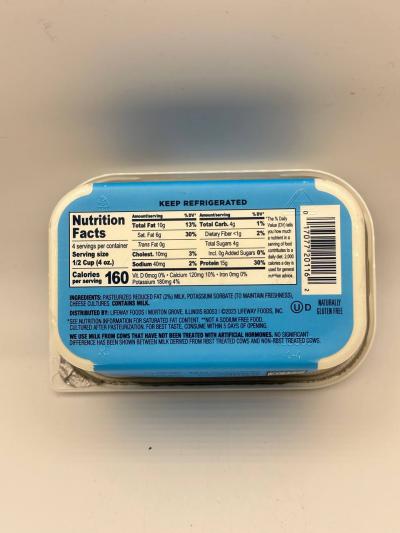 KEEP REFRIGERATED
Nutrition Facts
4 servings per container
Serving size
1/2 Cup (4 oz.)
Calories per serving 160
Amount/serving %DV*
Total Fat 10g 13%
Sat. Fat 6g 30%
Trans Fat 0g
Cholest. 10mg 3%
Sodium 40mg 2%
Amount/serving %DV*
Total Carb. 4g 1%
Dietary Fiber <1g 2%
Total Sugars 4g
Incl. 0g Added Sugars 0%
Protein 15g 30%
Vit. D 0mcg 0% • Calcium 120mg 10% • Iron 0mg 0%
Potassium 180mg 4%
*The % Daily
Value (DV) tells
you how much
a nutrient in a
serving of food
contributes to a
daily diet. 2,000
calories a day is
used for general
nutrition advice.
0 17077 20116 2
INGREDIENTS: PASTEURIZED REDUCED FAT (2%) MILK, POTASSIUM SORBATE (TO MAINTAIN FRESHNESS),
CHEESE CULTURES. CONTAINS MILK.
DISTRIBUTED BY: LIFEWAY FOODS | MORTON GROVE, ILLINOIS 60053 | ©2023 LIFEWAY FOODS, INC.
*SEE NUTRITION INFORMATION FOR SATURATED FAT CONTENT. **NOT A SODIUM FREE FOOD.
CULTURED AFTER PASTEURIZATION. FOR BEST TASTE, CONSUME WITHIN 5 DAYS OF OPENING.
U D
NATURALLY
GLUTEN FREE
WE USE MILK FROM COWS THAT HAVE NOT BEEN TREATED WITH ARTIFICIAL HORMONES. NO SIGNIFICANT
DIFFERENCE HAS BEEN SHOWN BETWEEN MILK DERIVED FROM RBST TREATED COWS AND NON-RBST TREATED COWS.